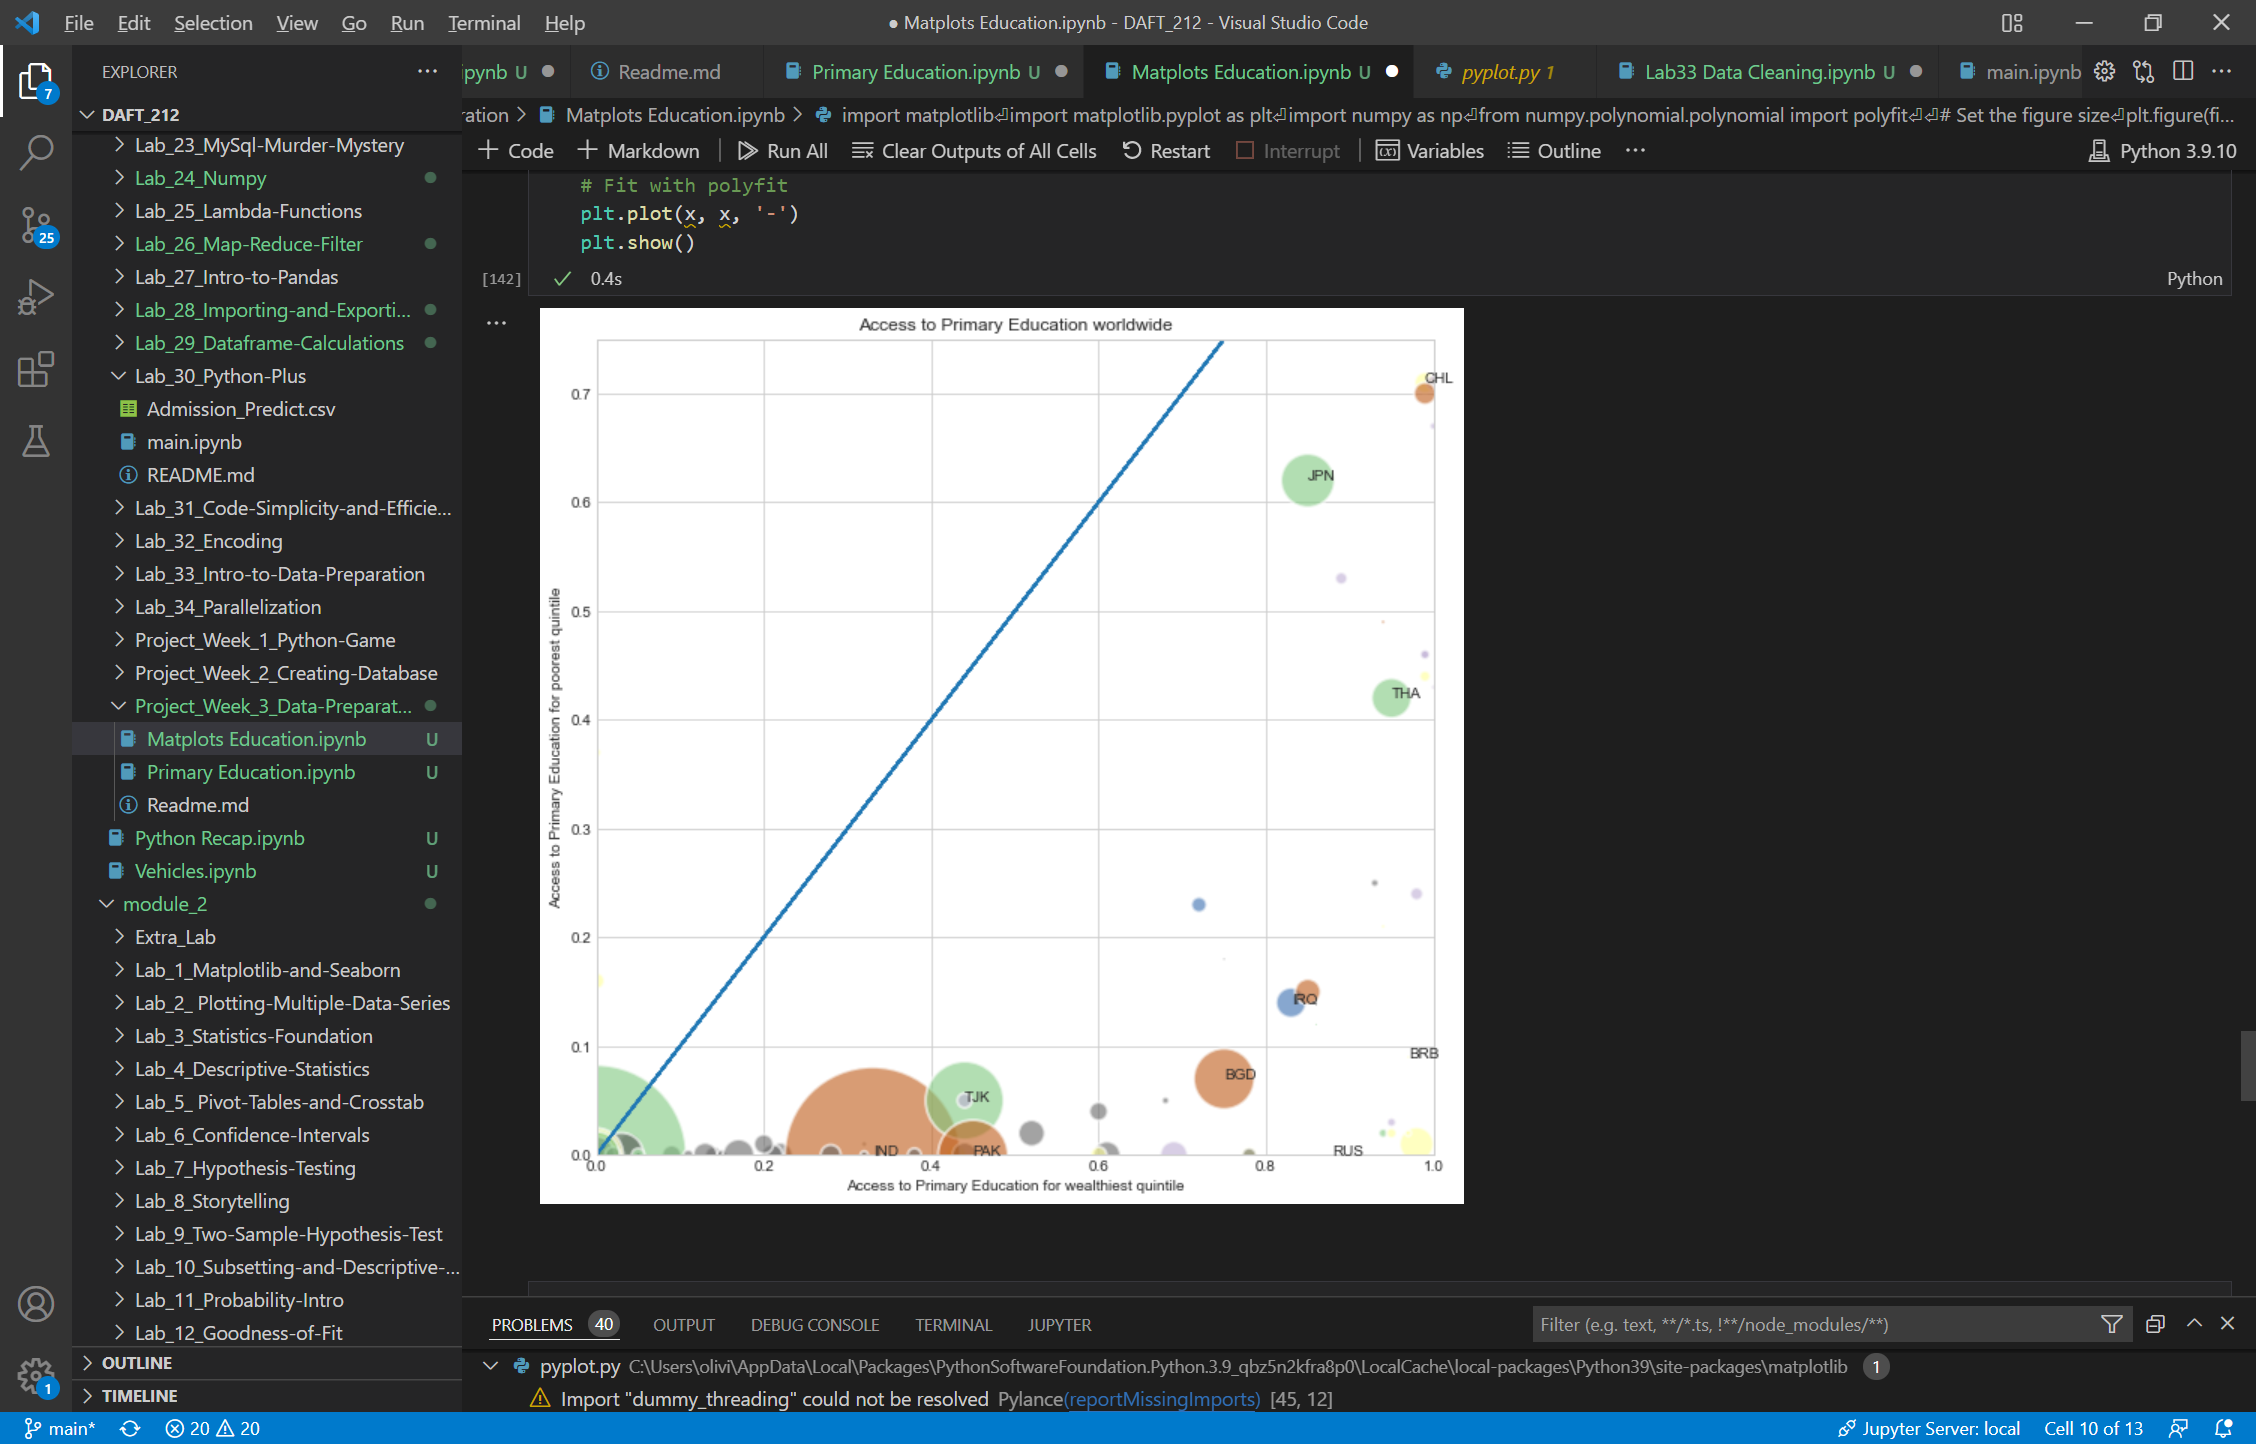 File Edit Selection View Go Run Terminal Help
● Matplots Education.ipynb - DAFT_212 - Visual Studio Code
EXPLORER
ipynb U
Readme.md
Primary Education.ipynb U
Matplots Education.ipynb U
pyplot.py 1
Lab33 Data Cleaning.ipynb U
main.ipynb
7
25
1
ration > Matplots Education.ipynb > import matplotlib⏎import matplotlib.pyplot as plt⏎import numpy as np⏎from numpy.polynomial.polynomial import polyfit⏎⏎# Set the figure size⏎plt.figure(fi...
+ Code + Markdown Run All Clear Outputs of All Cells Restart Interrupt Variables Outline ...
Python 3.9.10
DAFT_212
Lab_23_MySql-Murder-Mystery
Lab_24_Numpy
Lab_25_Lambda-Functions
Lab_26_Map-Reduce-Filter
Lab_27_Intro-to-Pandas
Lab_28_Importing-and-Exporti...
Lab_29_Dataframe-Calculations
Lab_30_Python-Plus
Admission_Predict.csv
main.ipynb
README.md
Lab_31_Code-Simplicity-and-Efficie...
Lab_32_Encoding
Lab_33_Intro-to-Data-Preparation
Lab_34_Parallelization
Project_Week_1_Python-Game
Project_Week_2_Creating-Database
Project_Week_3_Data-Preparat...
Matplots Education.ipynb U
Primary Education.ipynb U
Readme.md
Python Recap.ipynb U
Vehicles.ipynb U
module_2
Extra_Lab
Lab_1_Matplotlib-and-Seaborn
Lab_2_ Plotting-Multiple-Data-Series
Lab_3_Statistics-Foundation
Lab_4_Descriptive-Statistics
Lab_5_ Pivot-Tables-and-Crosstab
Lab_6_Confidence-Intervals
Lab_7_Hypothesis-Testing
Lab_8_Storytelling
Lab_9_Two-Sample-Hypothesis-Test
Lab_10_Subsetting-and-Descriptive-...
Lab_11_Probability-Intro
Lab_12_Goodness-of-Fit
OUTLINE
TIMELINE
# Fit with polyfit
plt.plot(x, x, '-')
plt.show()
[142] 0.4s
Python
Access to Primary Education worldwide
Access to Primary Education for poorest quintile
0.7
0.6
0.5
0.4
0.3
0.2
0.1
0.0
CHL
JPN
THA
IRQ
BRB
BGD
TJK
IND
PAK
RUS
0.0 0.2 0.4 0.6 0.8 1.0
Access to Primary Education for wealthiest quintile
PROBLEMS 40 OUTPUT DEBUG CONSOLE TERMINAL JUPYTER
Filter (e.g. text, **/*.ts, !**/node_modules/**)
pyplot.py C:\Users\olivi\AppData\Local\Packages\PythonSoftwareFoundation.Python.3.9_qbz5n2kfra8p0\LocalCache\local-packages\Python39\site-packages\matplotlib 1
Import "dummy_threading" could not be resolved Pylance(reportMissingImports) [45, 12]
main* 20 20
Jupyter Server: local Cell 10 of 13